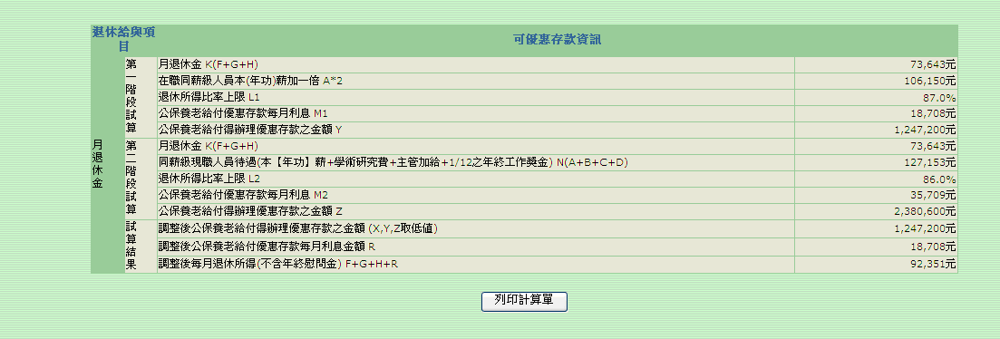 退休給與項目
可優惠存款資訊
月退休金
第一階段試算
月退休金 K(F+G+H) 73,643元
在職同薪級人員本(年功)薪加一倍 A*2 106,150元
退休所得比率上限 L1 87.0%
公保養老給付優惠存款每月利息 M1 18,708元
公保養老給付得辦理優惠存款之金額 Y 1,247,200元
第二階段試算
月退休金 K(F+G+H) 73,643元
同薪級現職人員待遇(本【年功】薪+學術研究費+主管加給+1/12之年終工作獎金) N(A+B+C+D) 127,153元
退休所得比率上限 L2 86.0%
公保養老給付優惠存款每月利息 M2 35,709元
公保養老給付得辦理優惠存款之金額 Z 2,380,600元
試算結果
調整後公保養老給付得辦理優惠存款之金額 (X,Y,Z取低值) 1,247,200元
調整後公保養老給付優惠存款每月利息金額 R 18,708元
調整後每月退休所得(不含年終慰問金) F+G+H+R 92,351元
列印計算單